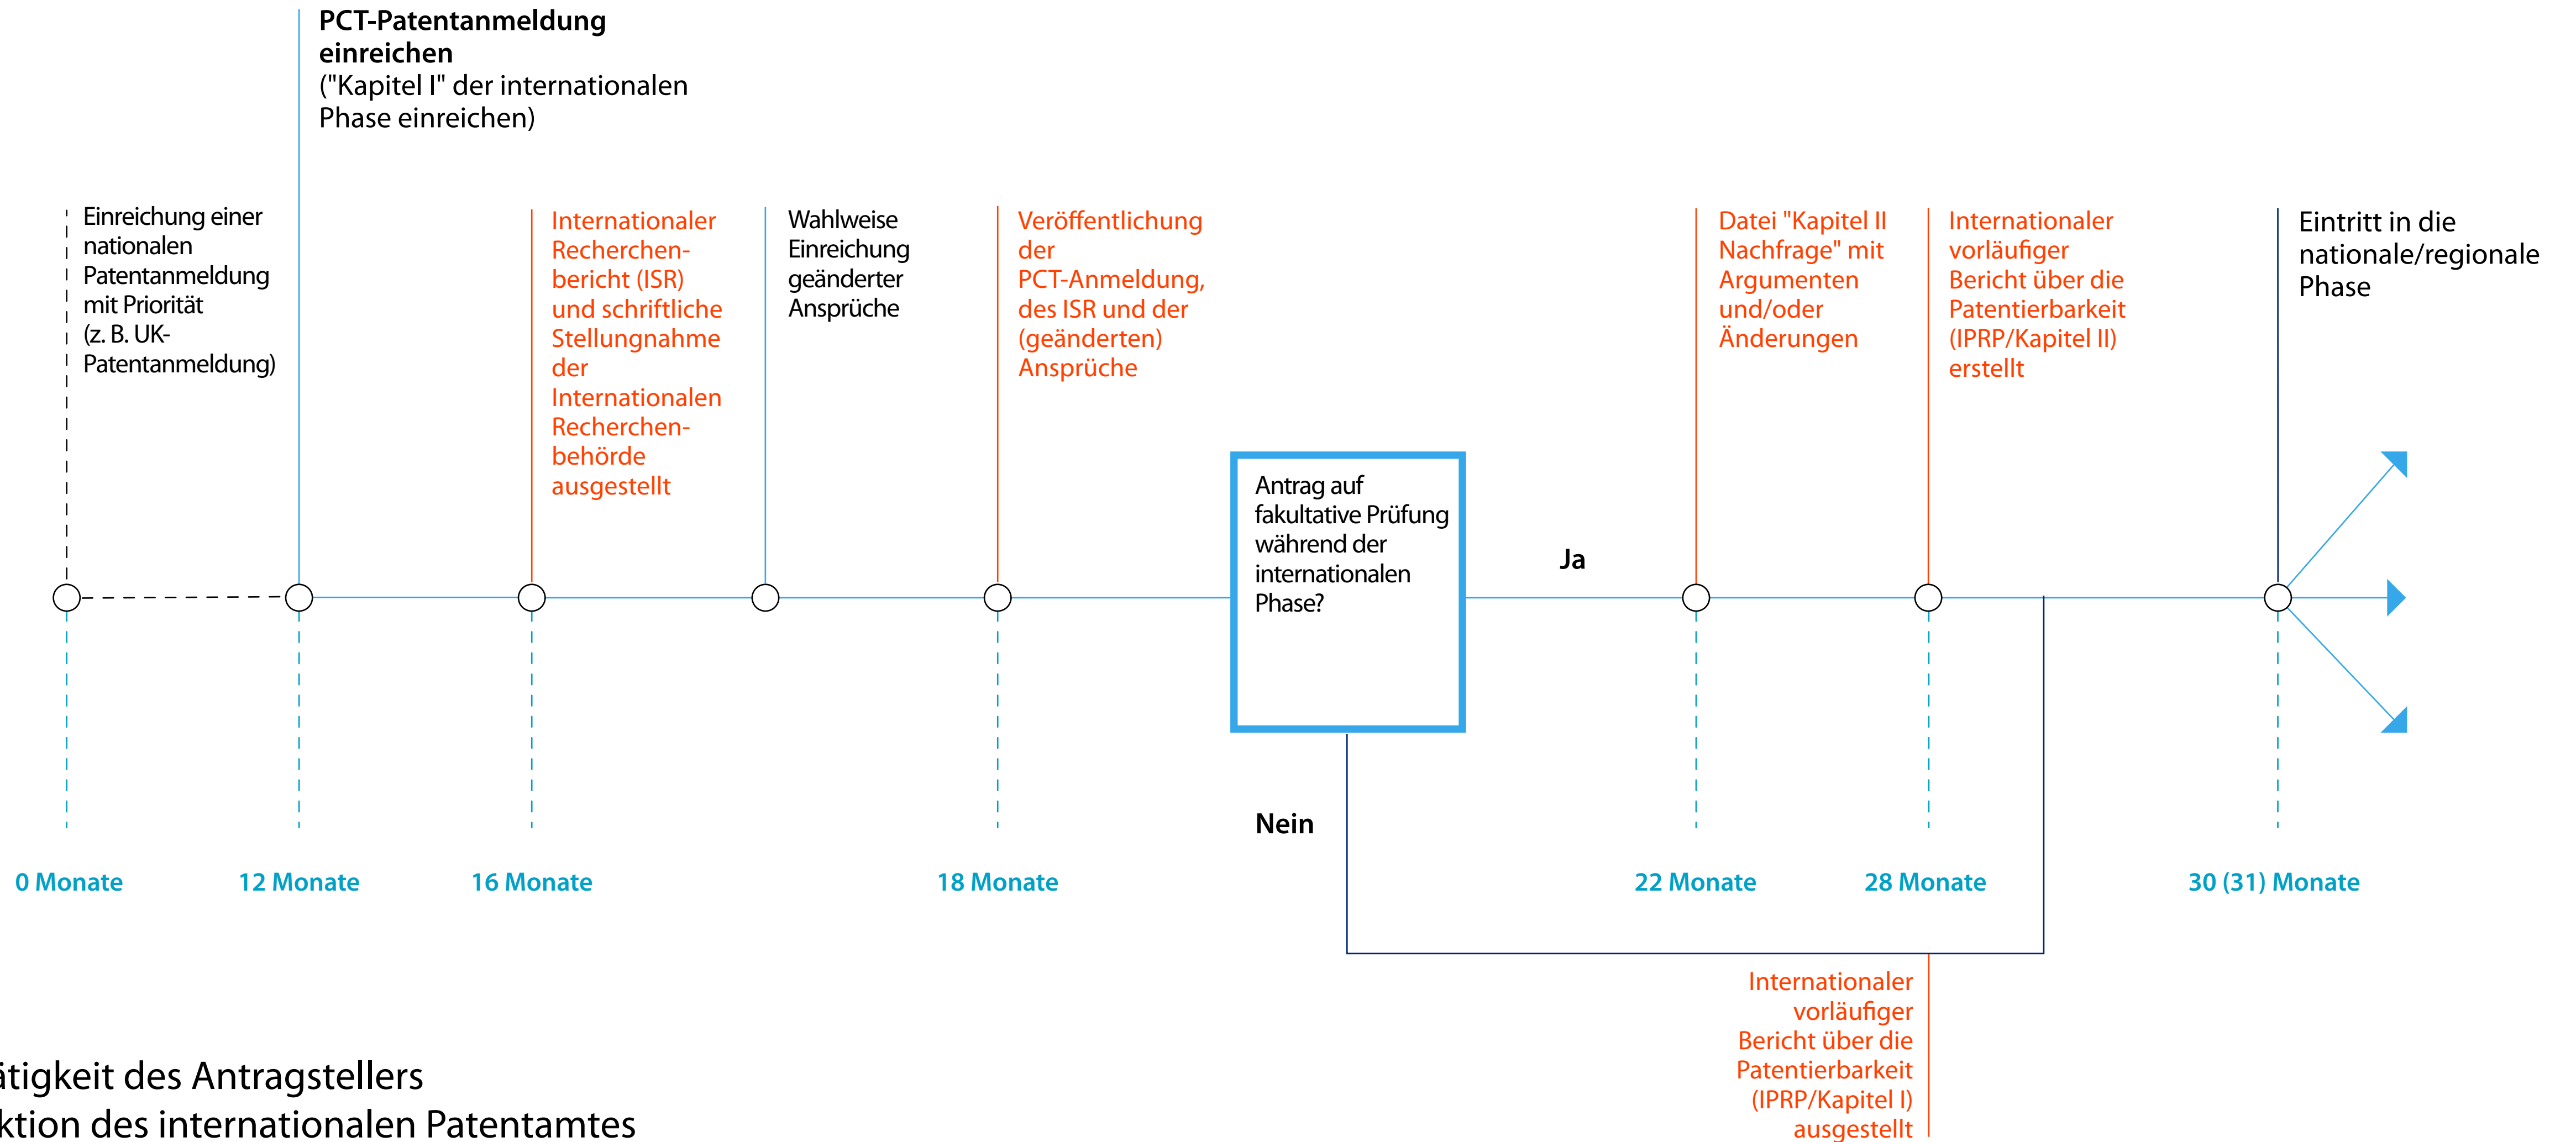 PCT-Patentanmeldung
einreichen
("Kapitel I" der internationalen
Phase einreichen)
Einreichung einer
nationalen
Patentanmeldung
mit Priorität
(z. B. UK-
Patentanmeldung)
Internationaler
Recherchen-
bericht (ISR)
und schriftliche
Stellungnahme
der
Internationalen
Recherchen-
behörde
ausgestellt
Wahlweise
Einreichung
geänderter
Ansprüche
Veröffentlichung
der
PCT-Anmeldung,
des ISR und der
(geänderten)
Ansprüche
Antrag auf
fakultative Prüfung
während der
internationalen
Phase?
Ja
Nein
Datei "Kapitel II
Nachfrage" mit
Argumenten
und/oder
Änderungen
Internationaler
vorläufiger
Bericht über die
Patentierbarkeit
(IPRP/Kapitel II)
erstellt
Eintritt in die
nationale/regionale
Phase
0 Monate
12 Monate
16 Monate
18 Monate
22 Monate
28 Monate
30 (31) Monate
Internationaler
vorläufiger
Bericht über die
Patentierbarkeit
(IPRP/Kapitel I)
ausgestellt
ätigkeit des Antragstellers
ktion des internationalen Patentamtes